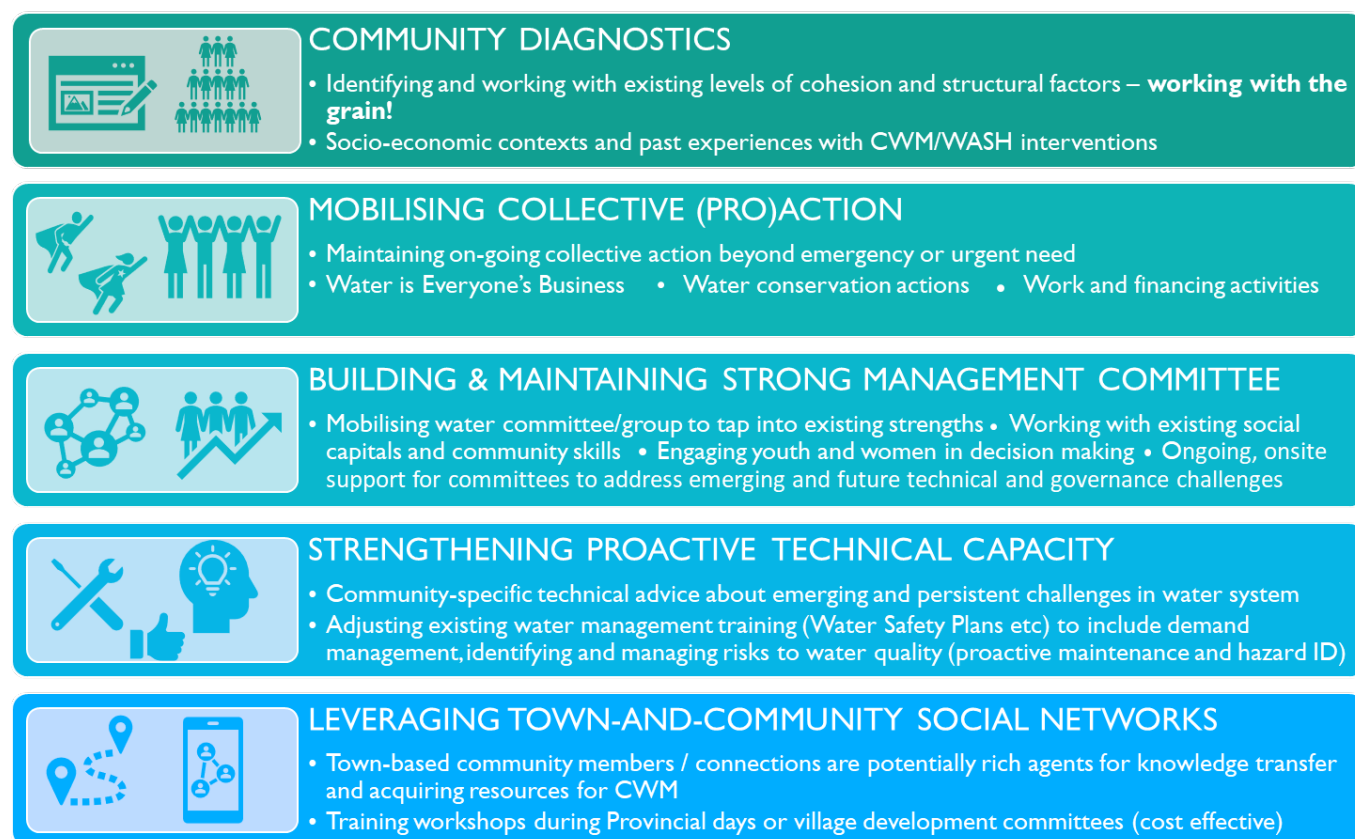 COMMUNITY DIAGNOSTICS
• Identifying and working with existing levels of cohesion and structural factors – working with the
grain!
• Socio-economic contexts and past experiences with CWM/WASH interventions
MOBILISING COLLECTIVE (PRO)ACTION
• Maintaining on-going collective action beyond emergency or urgent need
• Water is Everyone's Business • Water conservation actions • Work and financing activities
BUILDING & MAINTAINING STRONG MANAGEMENT COMMITTEE
• Mobilising water committee/group to tap into existing strengths • Working with existing social
capitals and community skills • Engaging youth and women in decision making • Ongoing, onsite
support for committees to address emerging and future technical and governance challenges
STRENGTHENING PROACTIVE TECHNICAL CAPACITY
• Community-specific technical advice about emerging and persistent challenges in water system
• Adjusting existing water management training (Water Safety Plans etc) to include demand
management, identifying and managing risks to water quality (proactive maintenance and hazard ID)
LEVERAGING TOWN-AND-COMMUNITY SOCIAL NETWORKS
• Town-based community members / connections are potentially rich agents for knowledge transfer
and acquiring resources for CWM
• Training workshops during Provincial days or village development committees (cost effective)